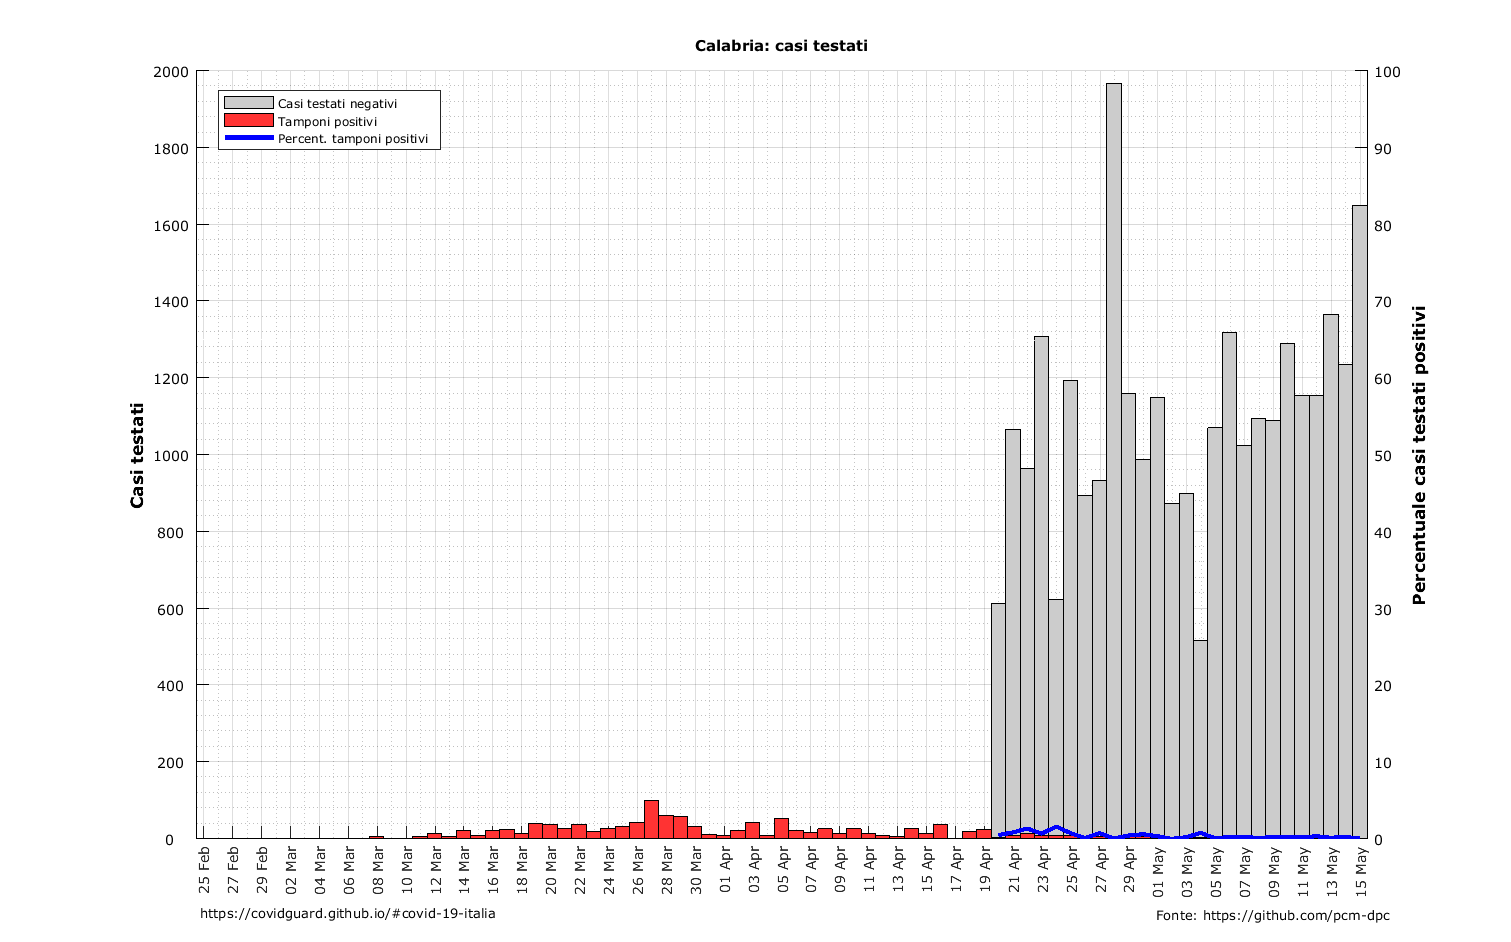 Calabria: casi testati
Casi testati negativi
Tamponi positivi
Percent. tamponi positivi
Casi testati
2000
1800
1600
1400
1200
1000
800
600
400
200
0
100
90
80
70
60
50
40
30
20
10
0
Percentuale casi testati positivi
25 Feb
27 Feb
29 Feb
02 Mar
04 Mar
06 Mar
08 Mar
10 Mar
12 Mar
14 Mar
16 Mar
18 Mar
20 Mar
22 Mar
24 Mar
26 Mar
28 Mar
30 Mar
01 Apr
03 Apr
05 Apr
07 Apr
09 Apr
11 Apr
13 Apr
15 Apr
17 Apr
19 Apr
21 Apr
23 Apr
25 Apr
27 Apr
29 Apr
01 May
03 May
05 May
07 May
09 May
11 May
13 May
15 May
https://covidguard.github.io/#covid-19-italia
Fonte: https://github.com/pcm-dpc